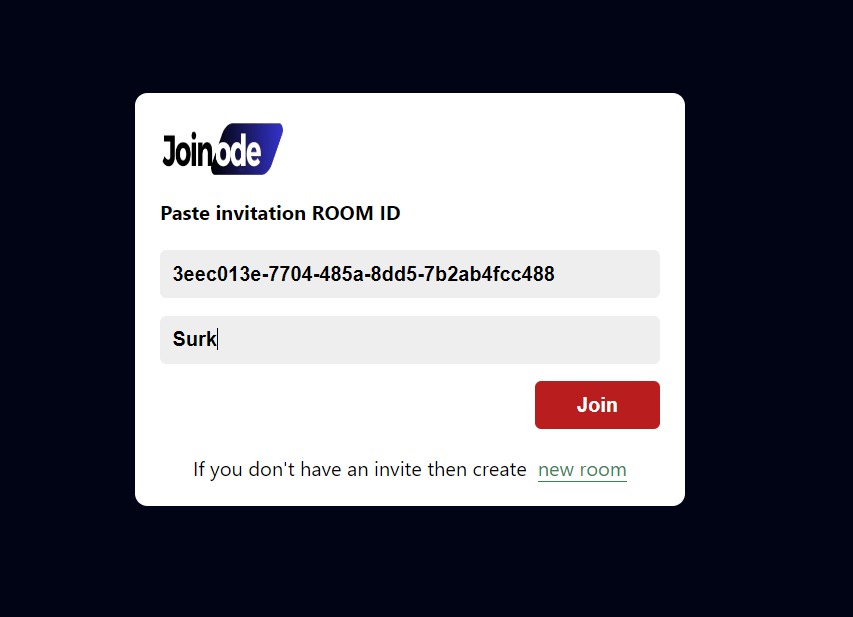 Joinode
Paste invitation ROOM ID
3eec013e-7704-485a-8dd5-7b2ab4fcc488
Surk
Join
If you don't have an invite then create new room